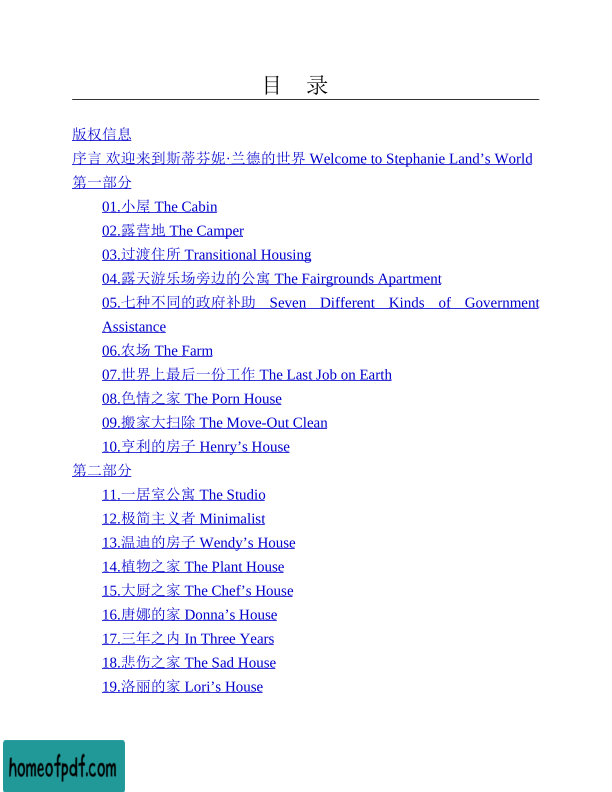 目 录
版权信息
序言 欢迎来到斯蒂芬妮·兰德的世界 Welcome to Stephanie Land’s World
第一部分
01.小屋 The Cabin
02.露营地 The Camper
03.过渡住所 Transitional Housing
04.露天游乐场旁边的公寓 The Fairgrounds Apartment
05.七种不同的政府补助 Seven Different Kinds of Government
Assistance
06.农场 The Farm
07.世界上最后一份工作 The Last Job on Earth
08.色情之家 The Porn House
09.搬家大扫除 The Move-Out Clean
10.亨利的房子 Henry’s House
第二部分
11.一居室公寓 The Studio
12.极简主义者 Minimalist
13.温迪的房子 Wendy’s House
14.植物之家 The Plant House
15.大厨之家 The Chef’s House
16.唐娜的家 Donna’s House
17.三年之内 In Three Years
18.悲伤之家 The Sad House
19.洛丽的家 Lori’s House
homeofpdf.com